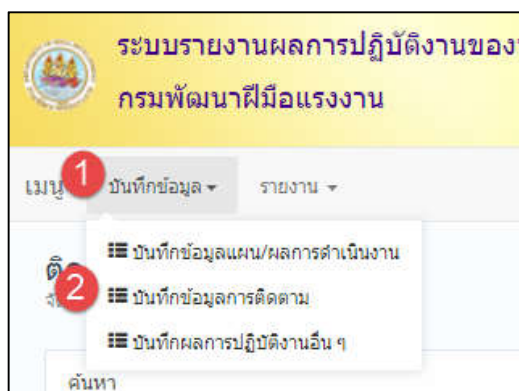 ระบบรายงานผลการปฏิบัติงานของ
กรมพัฒนาฝีมือแรงงาน
เมนู 1 บันทึกข้อมูล รายงาน
บันทึกข้อมูลแผน/ผลการดำเนินงาน
2 บันทึกข้อมูลการติดตาม
บันทึกผลการปฏิบัติงานอื่น ๆ
ค้นหา